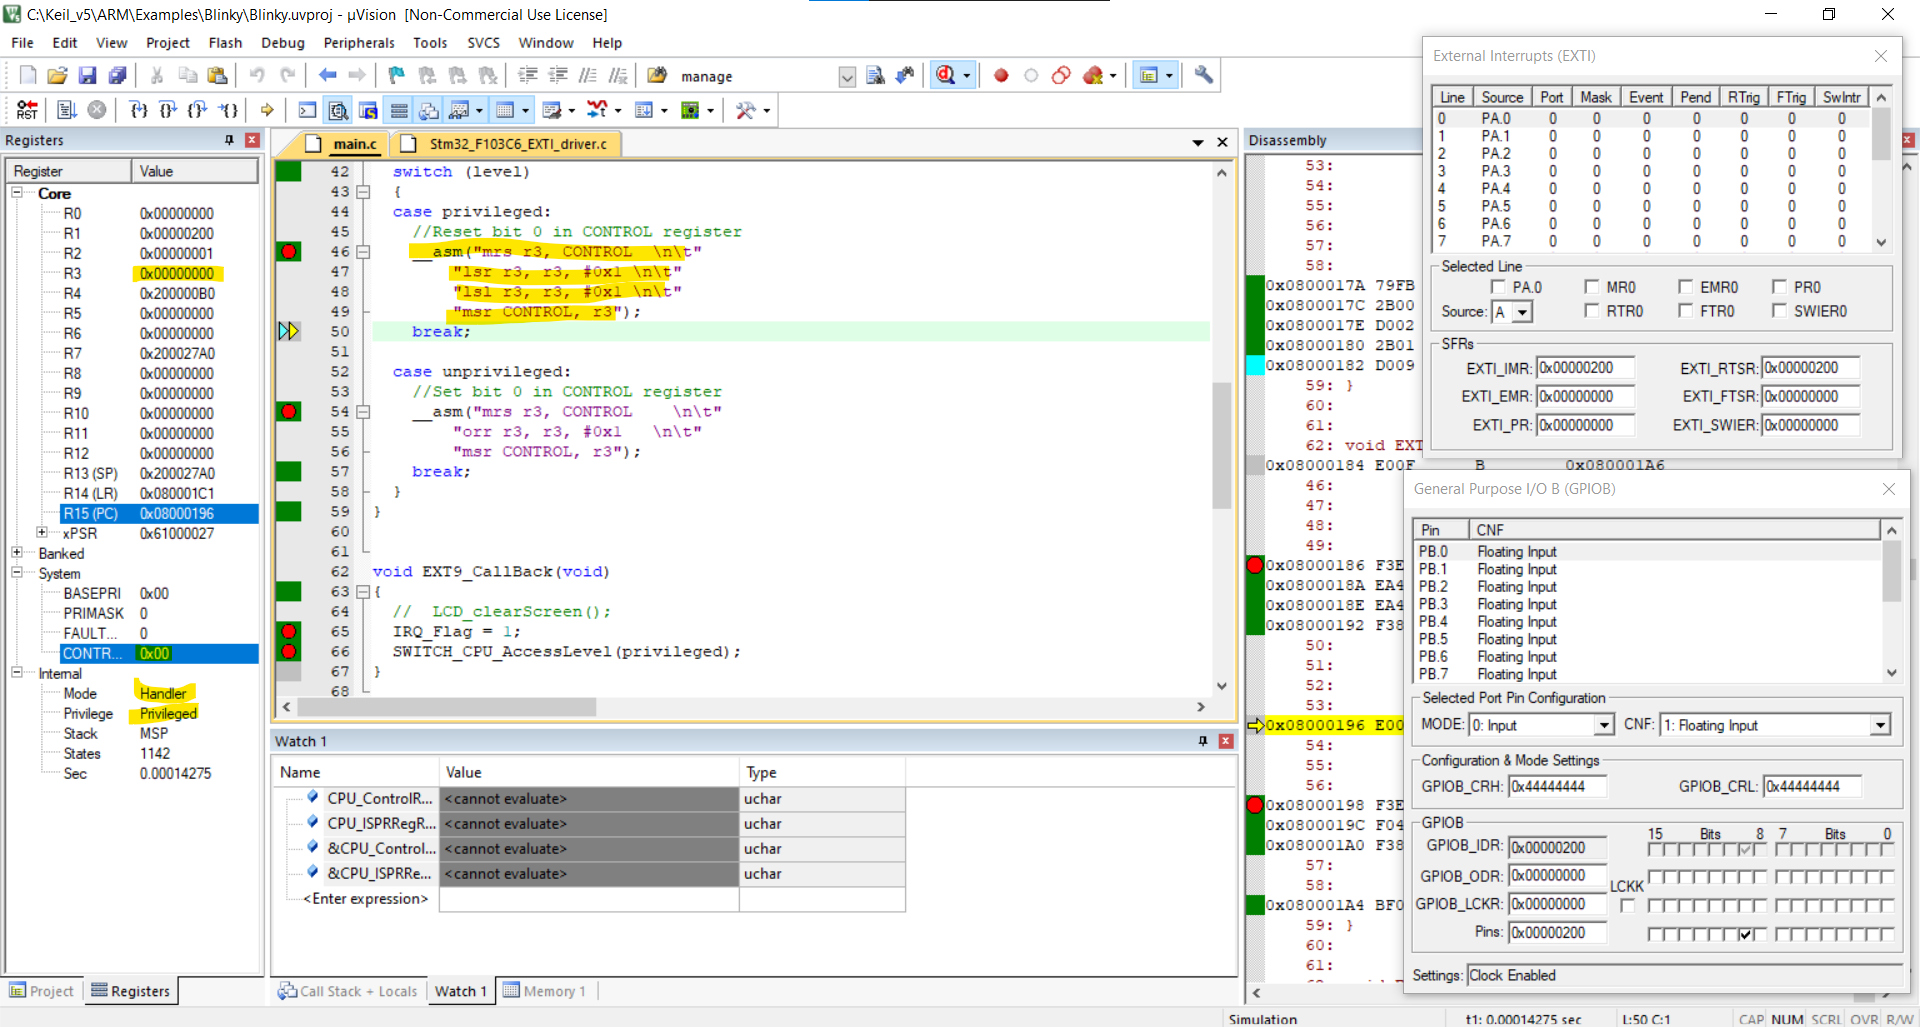 C:\Keil_v5\ARM\Examples\Blinky\Blinky.uvproj - µVision [Non-Commercial Use License]
File Edit View Project Flash Debug Peripherals Tools SVCS Window Help
manage
RST
Registers
Register Value
Core
R0 0x00000000
R1 0x00000200
R2 0x00000001
R3 0x00000000
R4 0x200000B0
R5 0x00000000
R6 0x00000000
R7 0x200027A0
R8 0x00000000
R9 0x00000000
R10 0x00000000
R11 0x00000000
R12 0x00000000
R13 (SP) 0x200027A0
R14 (LR) 0x080001C1
R15 (PC) 0x08000196
xPSR 0x61000027
Banked
System
BASEPRI 0x00
PRIMASK 0
FAULT... 0
CONTR... 0x00
Internal
Mode Handler
Privilege Privileged
Stack MSP
States 1142
Sec 0.00014275
Project Registers
main.c Stm32_F103C6_EXTI_driver.c
42 switch (level)
43 {
44 case privileged:
45 //Reset bit 0 in CONTROL register
46 __asm("mrs r3, CONTROL \n\t"
47 "lsr r3, r3, #0x1 \n\t"
48 "lsl r3, r3, #0x1 \n\t"
49 "msr CONTROL, r3");
50 break;
51
52 case unprivileged:
53 //Set bit 0 in CONTROL register
54 __asm("mrs r3, CONTROL \n\t"
55 "orr r3, r3, #0x1 \n\t"
56 "msr CONTROL, r3");
57 break;
58 }
59 }
60
61
62 void EXT9_CallBack(void)
63 {
64 // LCD_clearScreen();
65 IRQ_Flag = 1;
66 SWITCH_CPU_AccessLevel(privileged);
67 }
68
Watch 1
Name Value Type
CPU_ControlR... <cannot evaluate> uchar
CPU_ISPRRegR... <cannot evaluate> uchar
&CPU_Control... <cannot evaluate> uchar
&CPU_ISPRRe... <cannot evaluate> uchar
<Enter expression>
Call Stack + Locals Watch 1 Memory 1
Disassembly
53:
54:
55:
56:
57:
58:
0x0800017A 79FB
0x0800017C 2B00
0x0800017E D002
0x08000180 2B01
0x08000182 D009
59: }
60:
61:
62: void EXT
0x08000184 E00F B 0x080001A6
46:
47:
48:
49:
0x08000186 F3E
0x0800018A EA4
0x0800018E EA4
0x08000192 F38
50:
51:
52:
53:
0x08000196 E00
54:
55:
56:
0x08000198 F3E
0x0800019C F04
0x080001A0 F38
57:
58:
0x080001A4 BF0
59: }
60:
61:
External Interrupts (EXTI)
Line Source Port Mask Event Pend RTrig FTrig SwIntr
0 PA.0 0 0 0 0 0 0 0
1 PA.1 0 0 0 0 0 0 0
2 PA.2 0 0 0 0 0 0 0
3 PA.3 0 0 0 0 0 0 0
4 PA.4 0 0 0 0 0 0 0
5 PA.5 0 0 0 0 0 0 0
6 PA.6 0 0 0 0 0 0 0
7 PA.7 0 0 0 0 0 0 0
Selected Line
PA.0 MR0 EMR0 PR0
Source: A RTR0 FTR0 SWIER0
SFRs
EXTI_IMR: 0x00000200 EXTI_RTSR: 0x00000200
EXTI_EMR: 0x00000000 EXTI_FTSR: 0x00000000
EXTI_PR: 0x00000000 EXTI_SWIER: 0x00000000
General Purpose I/O B (GPIOB)
Pin CNF
PB.0 Floating Input
PB.1 Floating Input
PB.2 Floating Input
PB.3 Floating Input
PB.4 Floating Input
PB.5 Floating Input
PB.6 Floating Input
PB.7 Floating Input
Selected Port Pin Configuration
MODE: 0: Input CNF: 1: Floating Input
Configuration & Mode Settings
GPIOB_CRH: 0x44444444 GPIOB_CRL: 0x44444444
GPIOB
15 Bits 8 7 Bits 0
GPIOB_IDR: 0x00000200
GPIOB_ODR: 0x00000000
LCKK
GPIOB_LCKR: 0x00000000
Pins: 0x00000200
Settings: Clock Enabled
Simulation t1: 0.00014275 sec L:50 C:1 CAP NUM SCRL OVR R/W